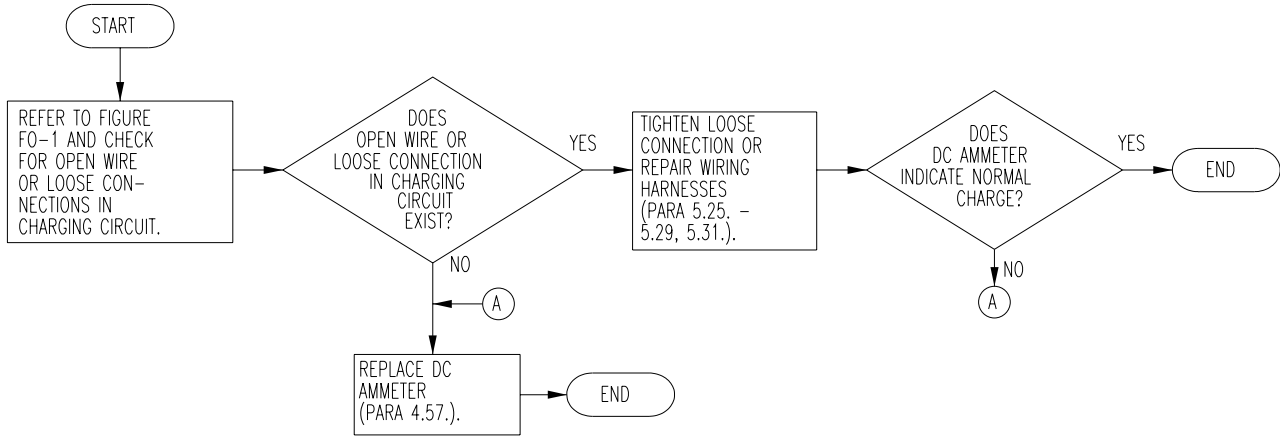 START
REFER TO FIGURE
FO-1 AND CHECK
FOR OPEN WIRE
OR LOOSE CON-
NECTIONS IN
CHARGING CIRCUIT.
DOES
OPEN WIRE OR
LOOSE CONNECTION
IN CHARGING
CIRCUIT
EXIST?
YES
NO
TIGHTEN LOOSE
CONNECTION OR
REPAIR WIRING
HARNESSES
(PARA 5.25. –
5.29, 5.31.).
DOES
DC AMMETER
INDICATE NORMAL
CHARGE?
YES
END
NO
A
A
REPLACE DC
AMMETER
(PARA 4.57.).
END